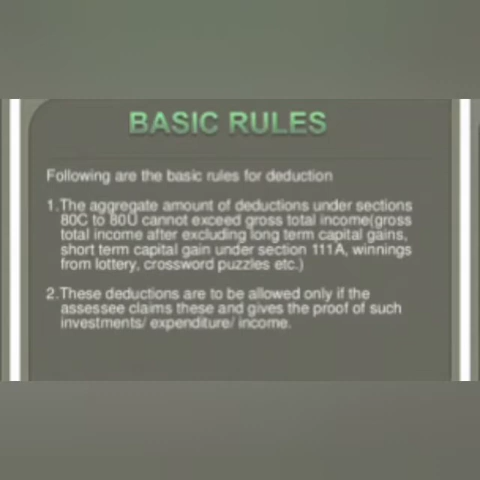 BASIC RULES
Following are the basic rules for deduction
1.The aggregate amount of deductions under sections
80C to 80U cannot exceed gross total income(gross
total income after excluding long term capital gains,
short term capital gain under section 111A, winnings
from lottery, crossword puzzles etc.)
2.These deductions are to be allowed only if the
assessee claims these and gives the proof of such
investments/ expenditure/ income.